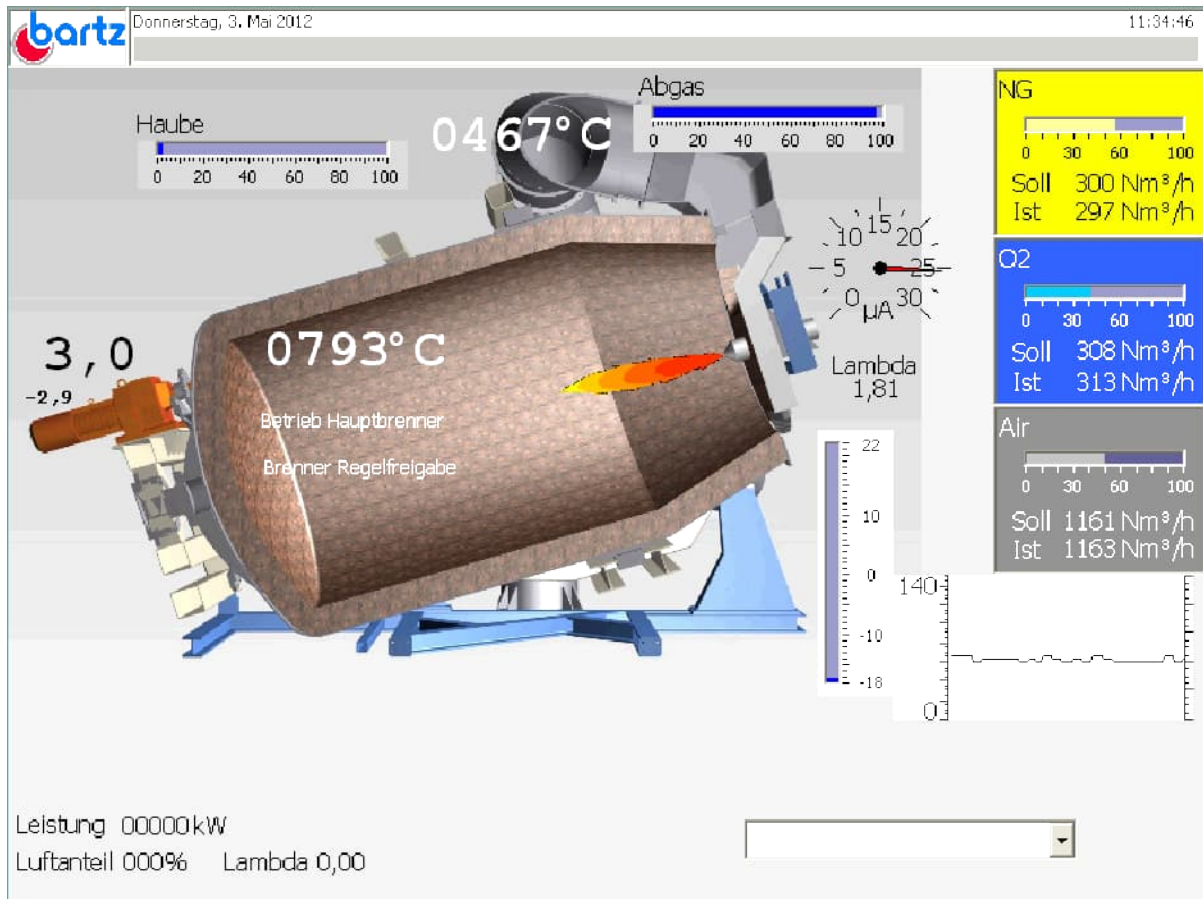 bartz
Donnerstag, 3. Mai 2012
11:34:46
Haube
0 20 40 60 80 100
0467°C
Abgas
0 20 40 60 80 100
NG
0 30 60 100
Soll 300 Nm³/h
Ist 297 Nm³/h
0 5 10 15 20 25 30
µA
O2
0 30 60 100
Soll 308 Nm³/h
Ist 313 Nm³/h
3,0
-2,9
0793°C
Lambda
1,81
Betrieb Hauptbrenner
Brenner Regelfreigabe
Air
0 30 60 100
Soll 1161 Nm³/h
Ist 1163 Nm³/h
22
10
0
-10
-18
140
0
Leistung 00000kW
Luftanteil 000% Lambda 0,00